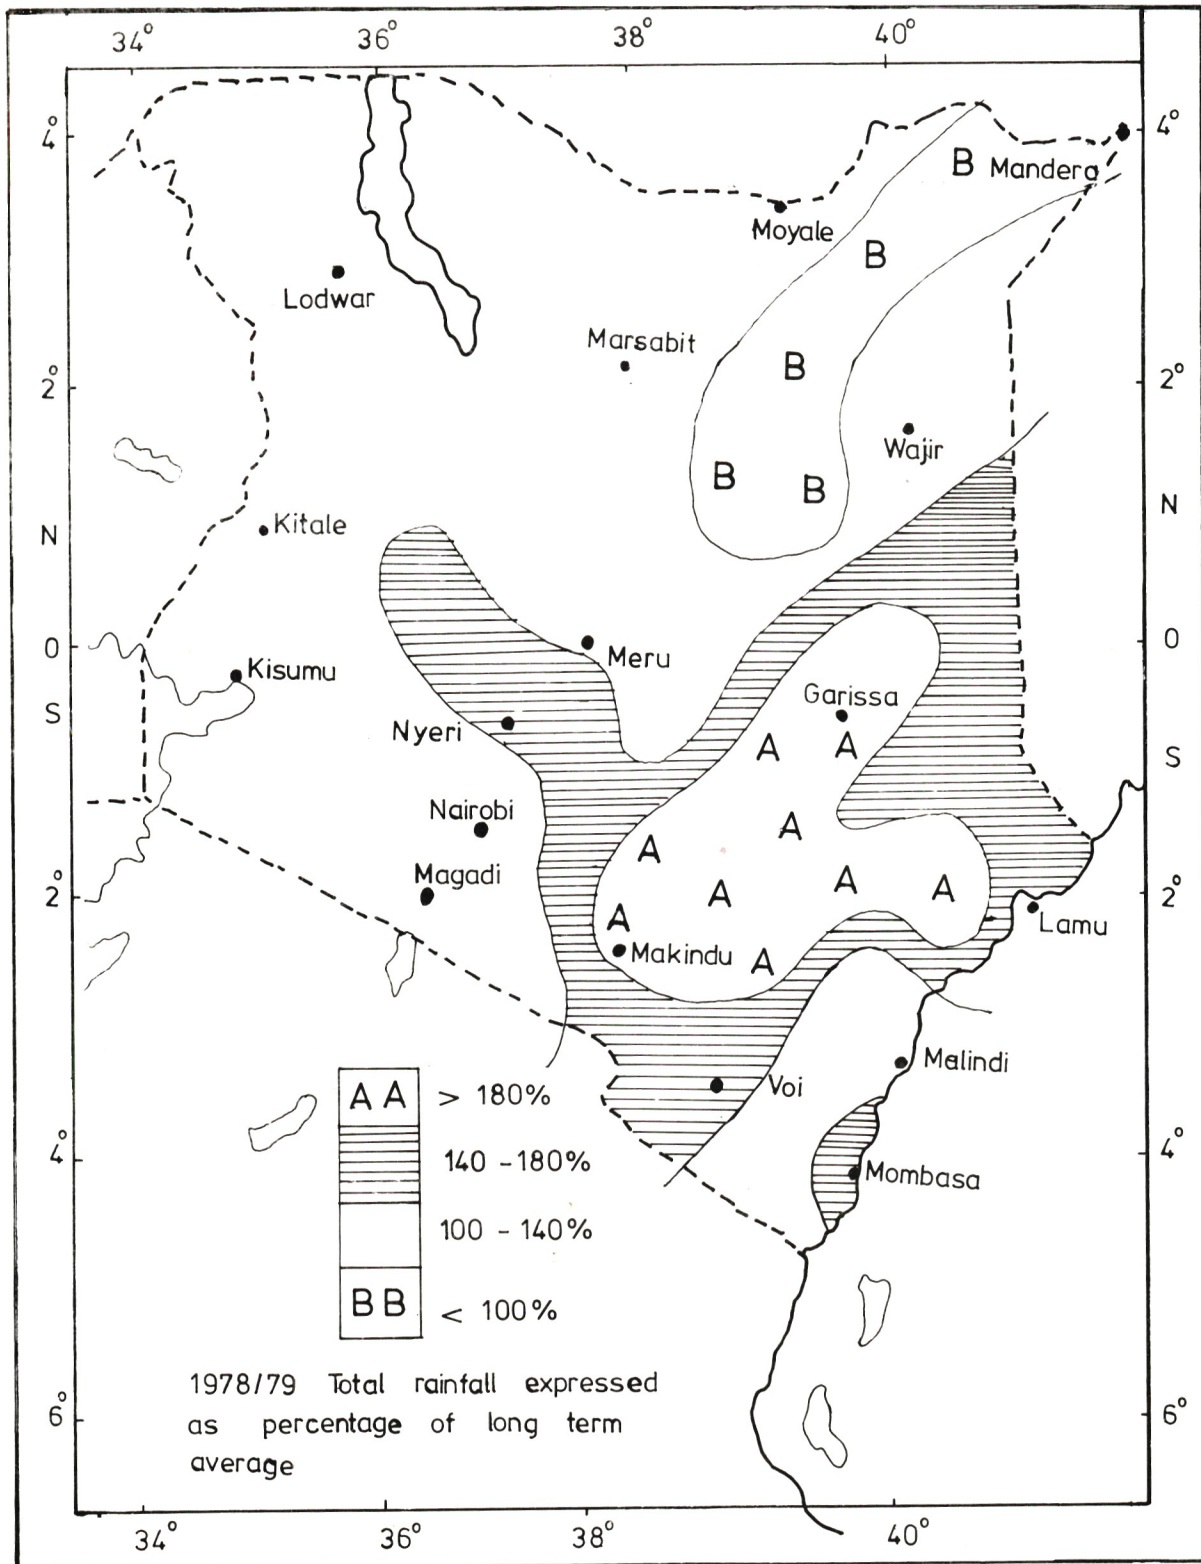 34° 36° 38° 40°
4° 4°
B Mandera
Moyale
B
Lodwar
Marsabit
B
2° 2°
Wajir
B B
N N
Kitale
0 0
Meru
Kisumu
Garissa
S
Nyeri
A A
S
Nairobi
A
A
Magadi
A
A A
2° 2°
A
Lamu
Makindu A
Malindi
Voi
A A > 180%
4° 4°
140 - 180%
Mombasa
100 - 140%
B B < 100%
1978/79 Total rainfall expressed
as percentage of long term
average
6° 6°
34° 36° 38° 40°